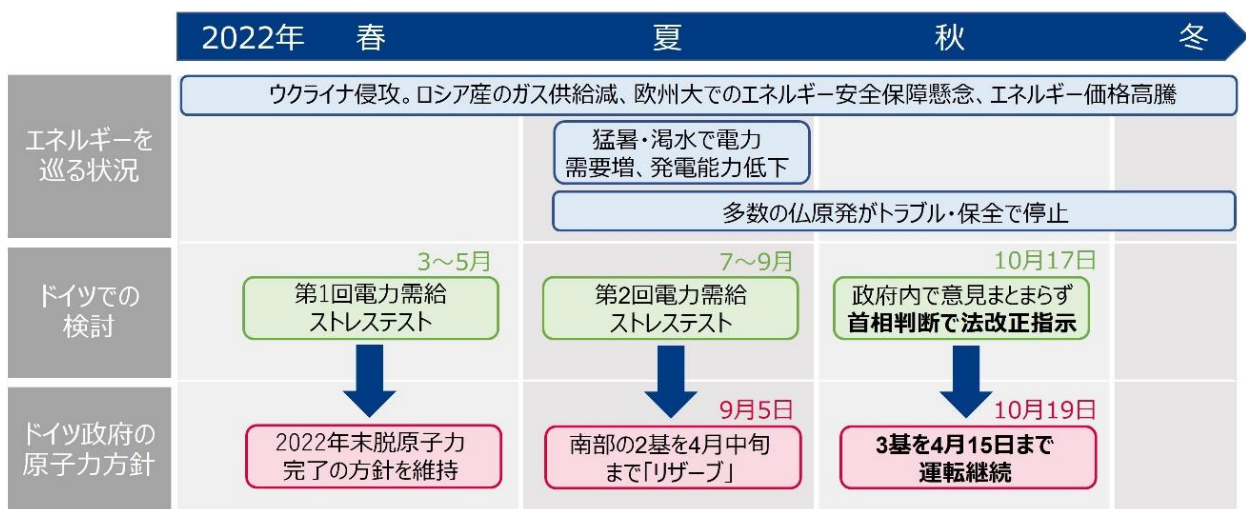 2022年 春 夏 秋 冬
エネルギーを
巡る状況
ウクライナ侵攻。ロシア産のガス供給減、欧州大でのエネルギー安全保障懸念、エネルギー価格高騰
猛暑・渇水で電力
需要増、発電能力低下
多数の仏原発がトラブル・保全で停止
ドイツでの
検討
3～5月
第1回電力需給
ストレステスト
7～9月
第2回電力需給
ストレステスト
10月17日
政府内で意見まとまらず
首相判断で法改正指示
ドイツ政府の
原子力方針
2022年末脱原子力
完了の方針を維持
9月5日
南部の2基を4月中旬
まで「リザーブ」
10月19日
3基を4月15日まで
運転継続